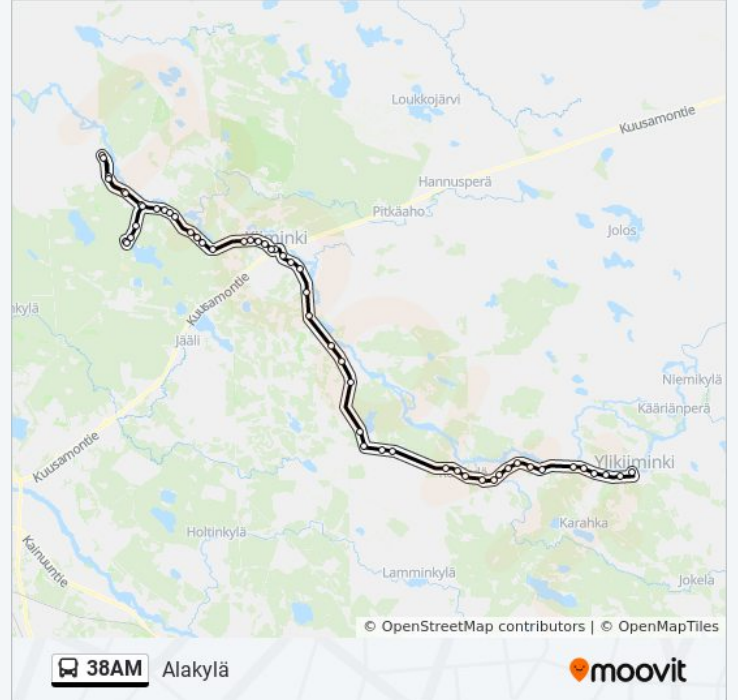 Loukkojärvi
Kuusamontie
Hannusperä
Pitkäaho
Jolos
Kuusamontie
Jääli
Niemikylä
Kääriänperä
Kuusamontie
Ylikiiminki
Karahka
Holtinkylä
Kainuuntie
Lamminkylä
Jokela
© OpenStreetMap contributors | © OpenMapTiles
38AM Alakylä
moovit